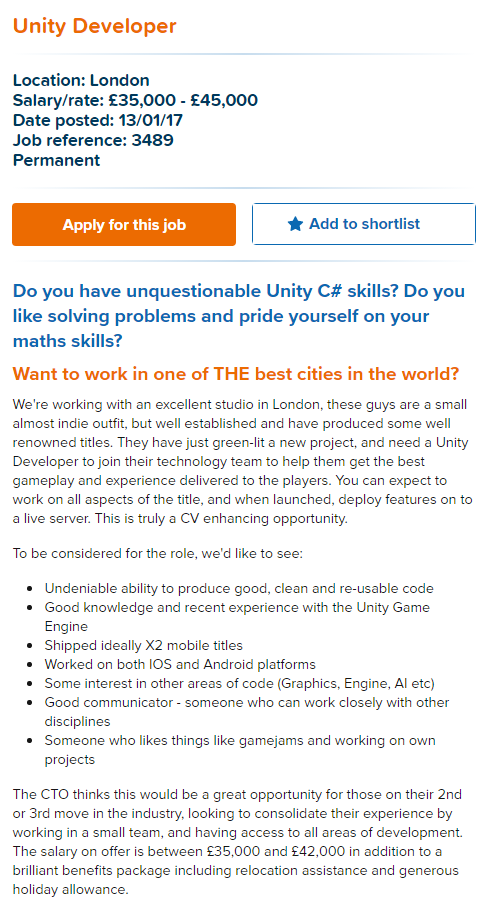 Unity Developer
Location: London
Salary/rate: £35,000 - £45,000
Date posted: 13/01/17
Job reference: 3489
Permanent
Apply for this job
Add to shortlist
Do you have unquestionable Unity C# skills? Do you
like solving problems and pride yourself on your
maths skills?
Want to work in one of THE best cities in the world?
We're working with an excellent studio in London, these guys are a small
almost indie outfit, but well established and have produced some well
renowned titles. They have just green-lit a new project, and need a Unity
Developer to join their technology team to help them get the best
gameplay and experience delivered to the players. You can expect to
work on all aspects of the title, and when launched, deploy features on to
a live server. This is truly a CV enhancing opportunity.
To be considered for the role, we'd like to see:
• Undeniable ability to produce good, clean and re-usable code
• Good knowledge and recent experience with the Unity Game
Engine
• Shipped ideally X2 mobile titles
• Worked on both IOS and Android platforms
• Some interest in other areas of code (Graphics, Engine, AI etc)
• Good communicator - someone who can work closely with other
disciplines
• Someone who likes things like gamejams and working on own
projects
The CTO thinks this would be a great opportunity for those on their 2nd
or 3rd move in the industry, looking to consolidate their experience by
working in a small team, and having access to all areas of development.
The salary on offer is between £35,000 and £42,000 in addition to a
brilliant benefits package including relocation assistance and generous
holiday allowance.